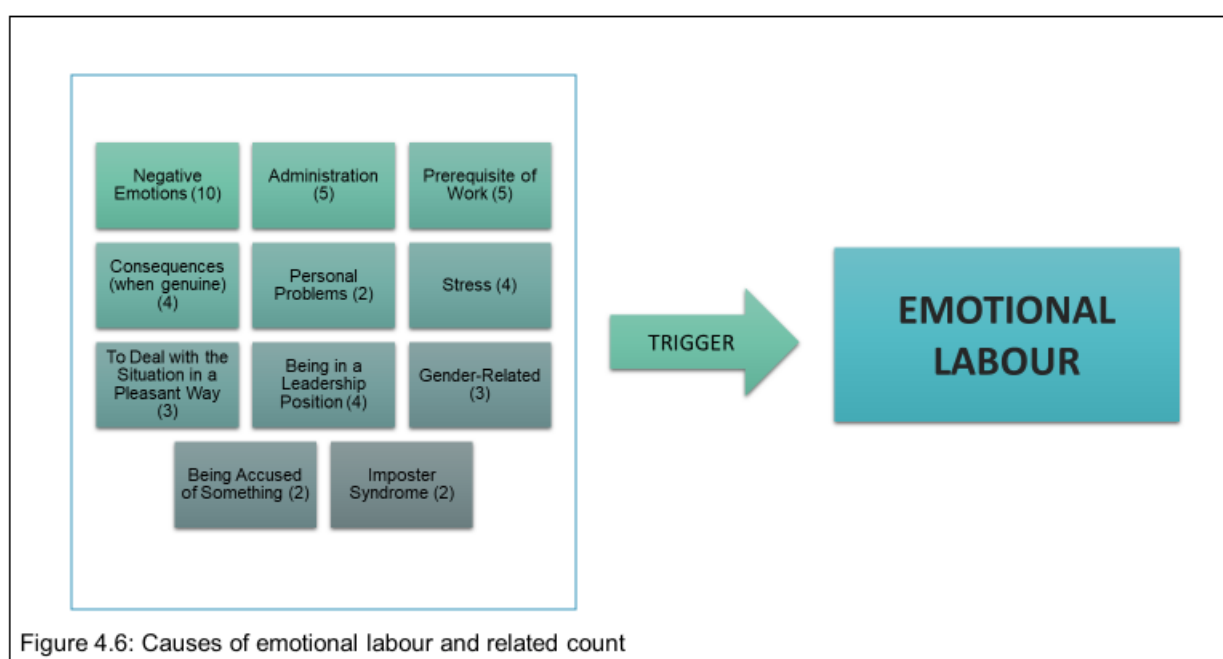 Negative
Emotions (10)
Administration
(5)
Prerequisite of
Work (5)
Consequences
(when genuine)
(4)
Personal
Problems (2)
Stress (4)
To Deal with the
Situation in a
Pleasant Way
(3)
Being in a
Leadership
Position (4)
Gender-Related
(3)
Being Accused
of Something (2)
Imposter
Syndrome (2)
TRIGGER
EMOTIONAL
LABOUR
Figure 4.6: Causes of emotional labour and related count